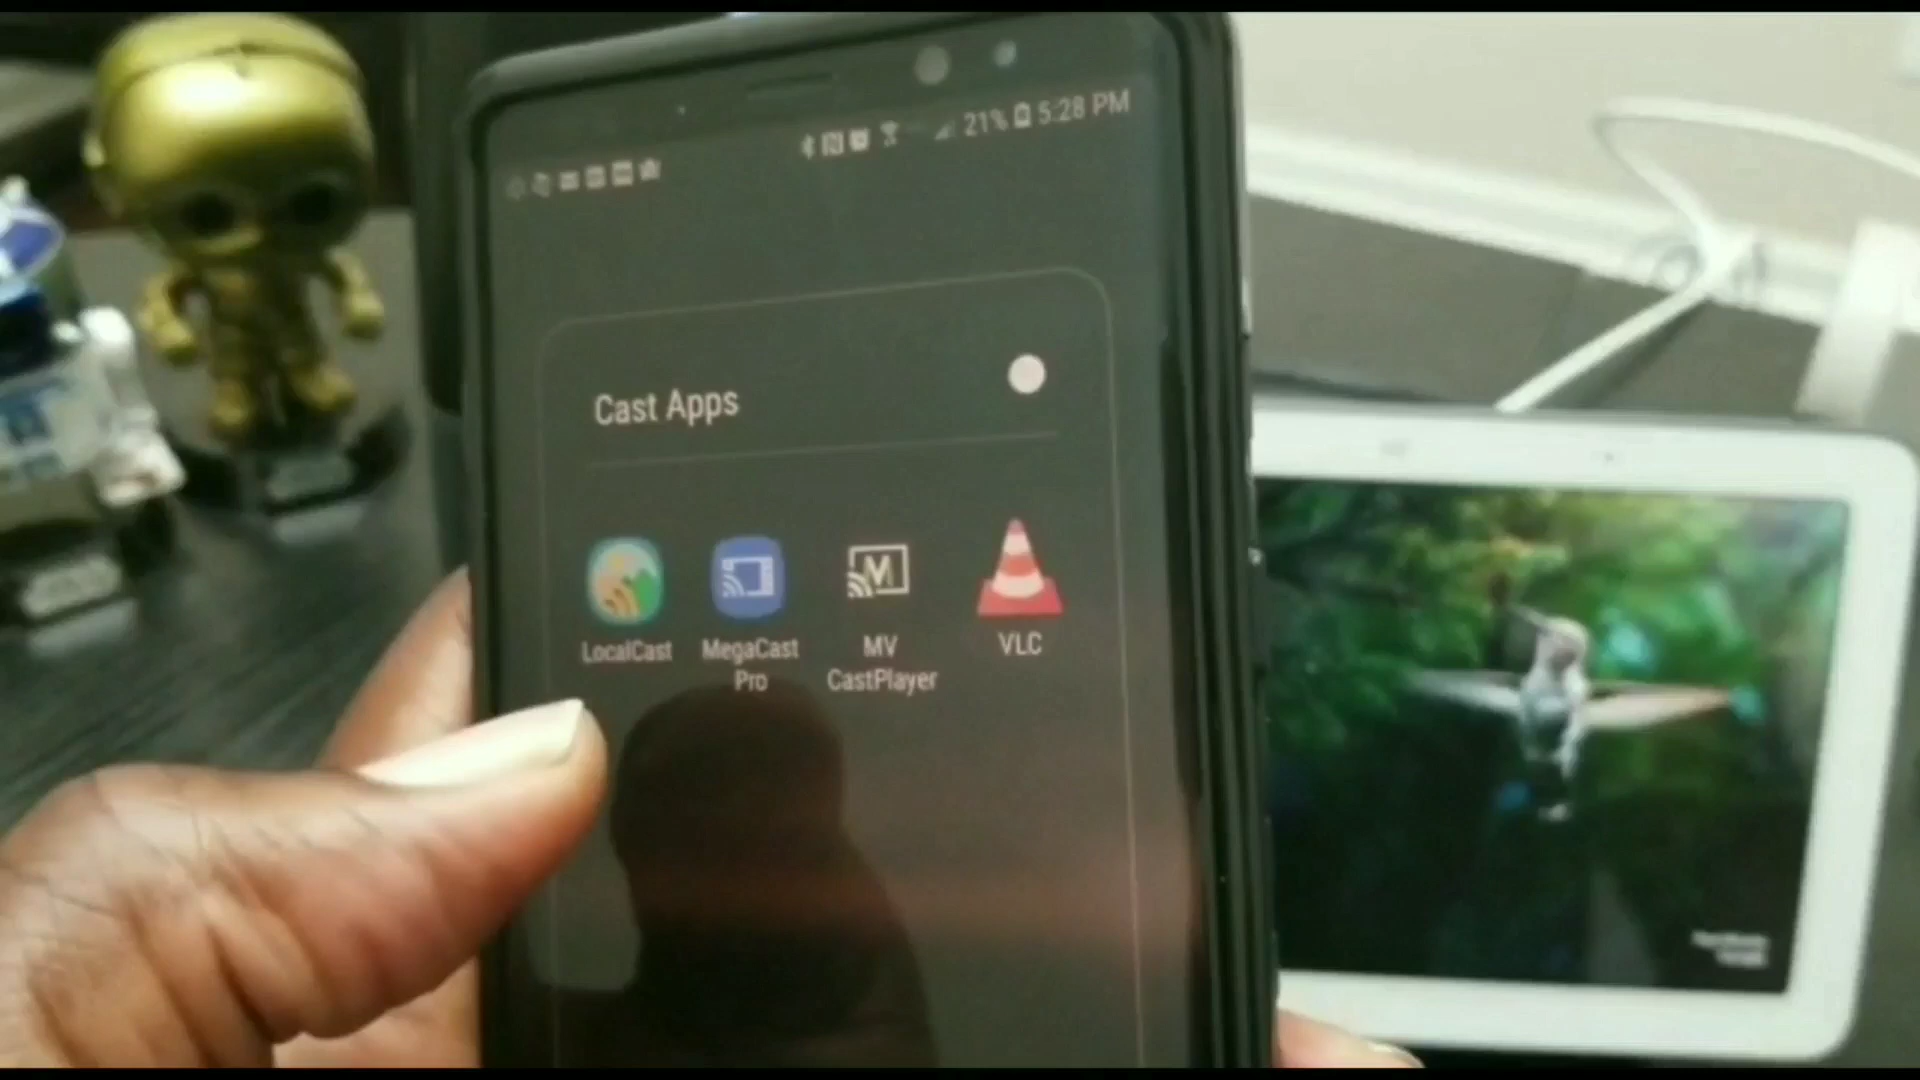 21% 5:28 PM
Cast Apps
LocalCast
MegaCast
Pro
MV
CastPlayer
VLC